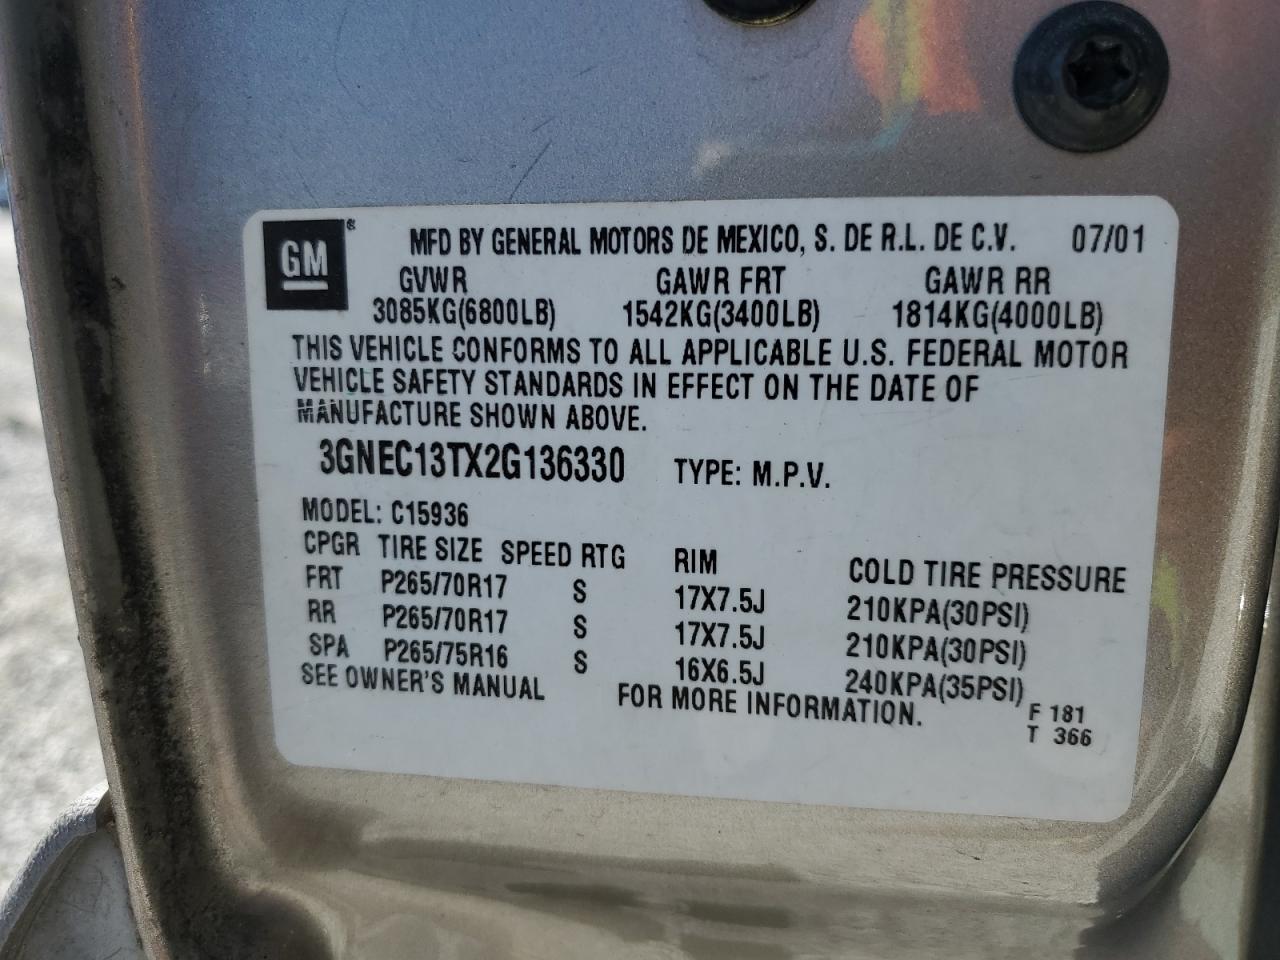 GM® MFD BY GENERAL MOTORS DE MEXICO, S. DE R.L. DE C.V. 07/01
GVWR GAWR FRT GAWR RR
3085KG(6800LB) 1542KG(3400LB) 1814KG(4000LB)
THIS VEHICLE CONFORMS TO ALL APPLICABLE U.S. FEDERAL MOTOR
VEHICLE SAFETY STANDARDS IN EFFECT ON THE DATE OF
MANUFACTURE SHOWN ABOVE.
3GNEC13TX2G136330 TYPE: M.P.V.
MODEL: C15936
CPGR TIRE SIZE SPEED RTG RIM COLD TIRE PRESSURE
FRT P265/70R17 S 17X7.5J 210KPA(30PSI)
RR P265/70R17 S 17X7.5J 210KPA(30PSI)
SPA P265/75R16 S 16X6.5J 240KPA(35PSI)
SEE OWNER'S MANUAL FOR MORE INFORMATION.
F 181
T 366